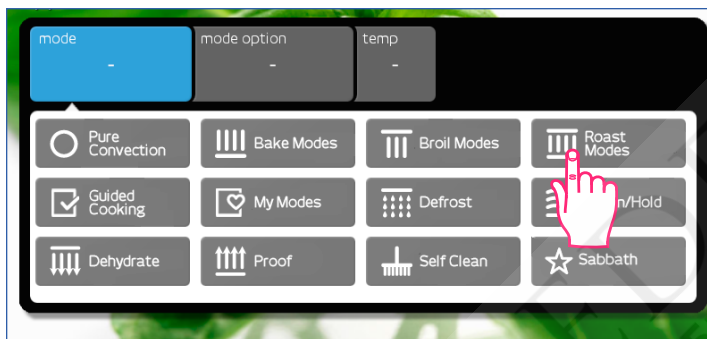 mode
mode option
temp
-
-
-
Pure
Convection
Bake Modes
Broil Modes
Roast
Modes
Guided
Cooking
My Modes
Defrost
/Hold
Dehydrate
Proof
Self Clean
Sabbath